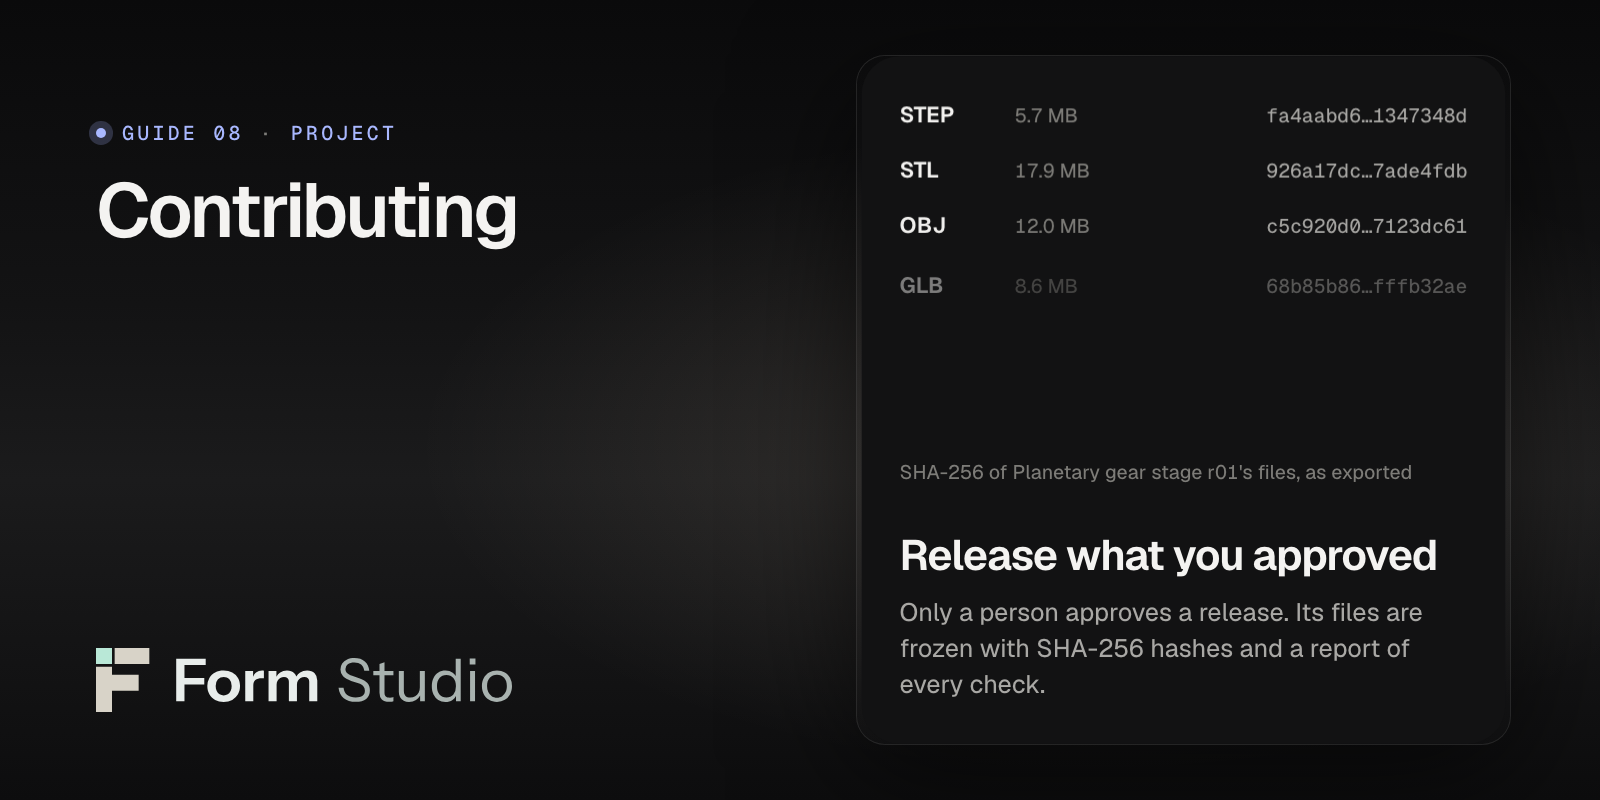 GUIDE 08 · PROJECT
Contributing
Form Studio
STEP 5.7 MB fa4aabd6…1347348d
STL 17.9 MB 926a17dc…7ade4fdb
OBJ 12.0 MB c5c920d0…7123dc61
GLB 8.6 MB 68b85b86…fffb32ae
SHA-256 of Planetary gear stage r01's files, as exported
Release what you approved
Only a person approves a release. Its files are
frozen with SHA-256 hashes and a report of
every check.